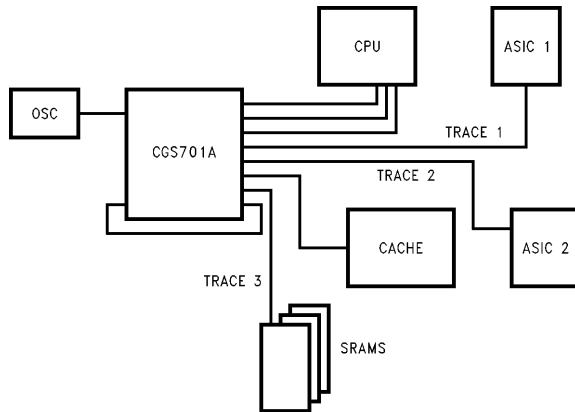 CPU
ASIC 1
OSC
CGS701A
TRACE 1
TRACE 2
CACHE
ASIC 2
TRACE 3
SRAMS